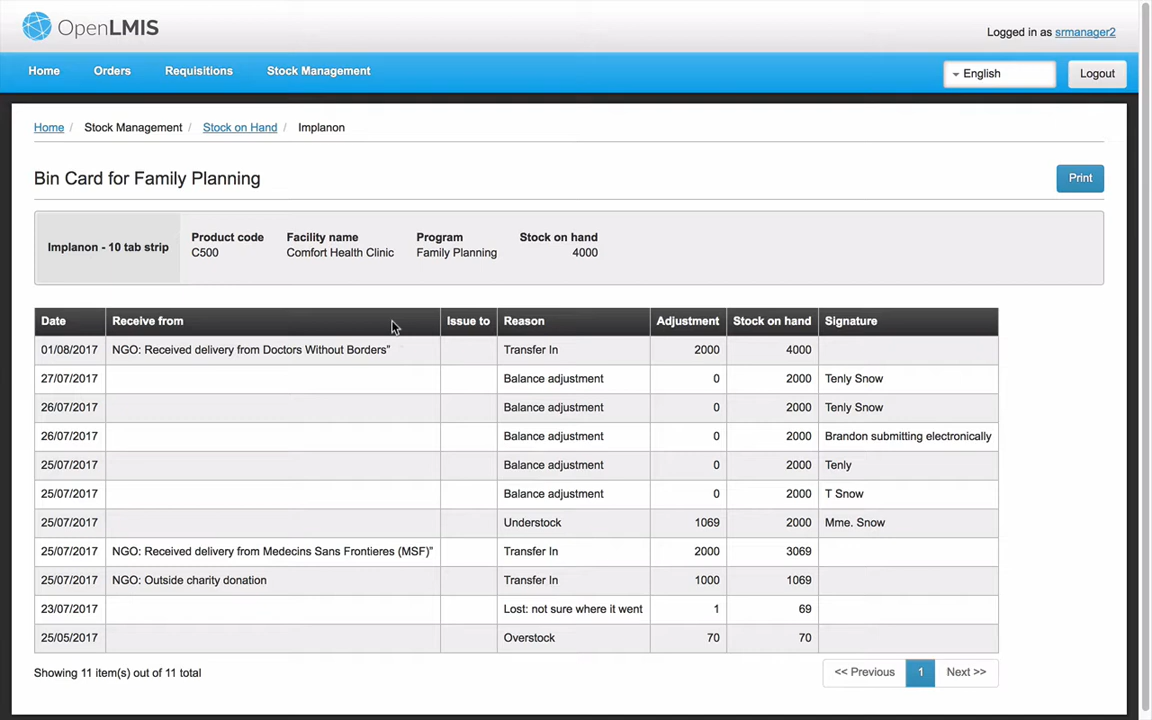 OpenLMIS
Logged in as srmanager2
Home Orders Requisitions Stock Management English Logout
Home / Stock Management / Stock on Hand / Implanon
Bin Card for Family Planning Print
Implanon - 10 tab strip
Product code Facility name Program Stock on hand
C500 Comfort Health Clinic Family Planning 4000
Date Receive from Issue to Reason Adjustment Stock on hand Signature
01/08/2017 NGO: Received delivery from Doctors Without Borders” Transfer In 2000 4000
27/07/2017 Balance adjustment 0 2000 Tenly Snow
26/07/2017 Balance adjustment 0 2000 Tenly Snow
26/07/2017 Balance adjustment 0 2000 Brandon submitting electronically
25/07/2017 Balance adjustment 0 2000 Tenly
25/07/2017 Balance adjustment 0 2000 T Snow
25/07/2017 Understock 1069 2000 Mme. Snow
25/07/2017 NGO: Received delivery from Medecins Sans Frontieres (MSF)” Transfer In 2000 3069
25/07/2017 NGO: Outside charity donation Transfer In 1000 1069
23/07/2017 Lost: not sure where it went 1 69
25/05/2017 Overstock 70 70
Showing 11 item(s) out of 11 total << Previous 1 Next >>